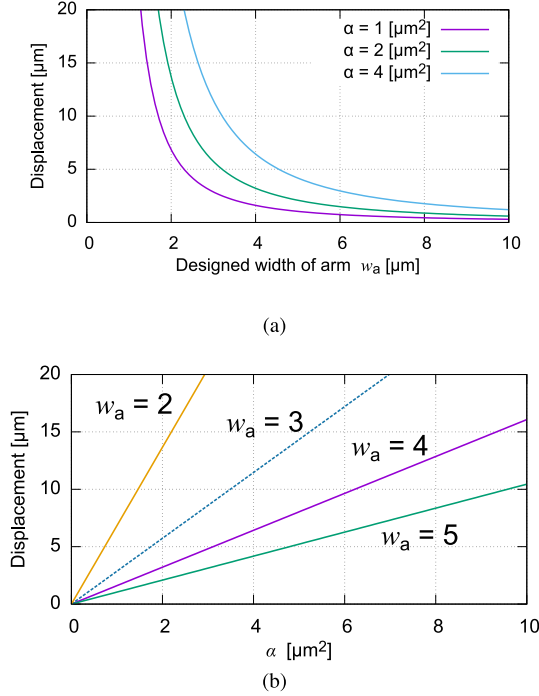 20
15
10
5
0
Displacement [μm]
α = 1 [μm²]
α = 2 [μm²]
α = 4 [μm²]
0 2 4 6 8 10
Designed width of arm wₐ [μm]
(a)
20
15
10
5
0
Displacement [μm]
wₐ = 2
wₐ = 3
wₐ = 4
wₐ = 5
0 2 4 6 8 10
α [μm²]
(b)